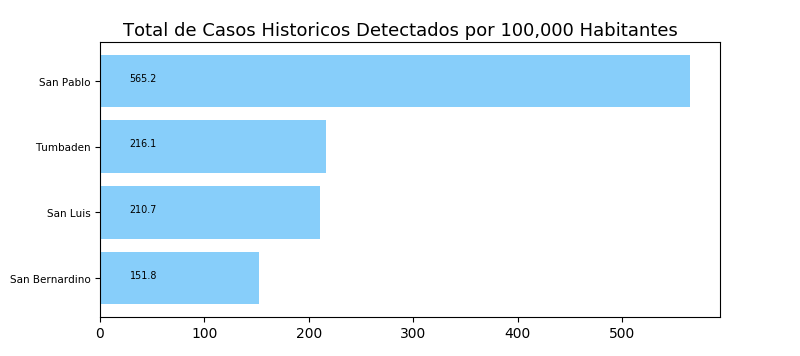 Total de Casos Historicos Detectados por 100,000 Habitantes
San Pablo 565.2
Tumbaden 216.1
San Luis 210.7
San Bernardino 151.8
0 100 200 300 400 500